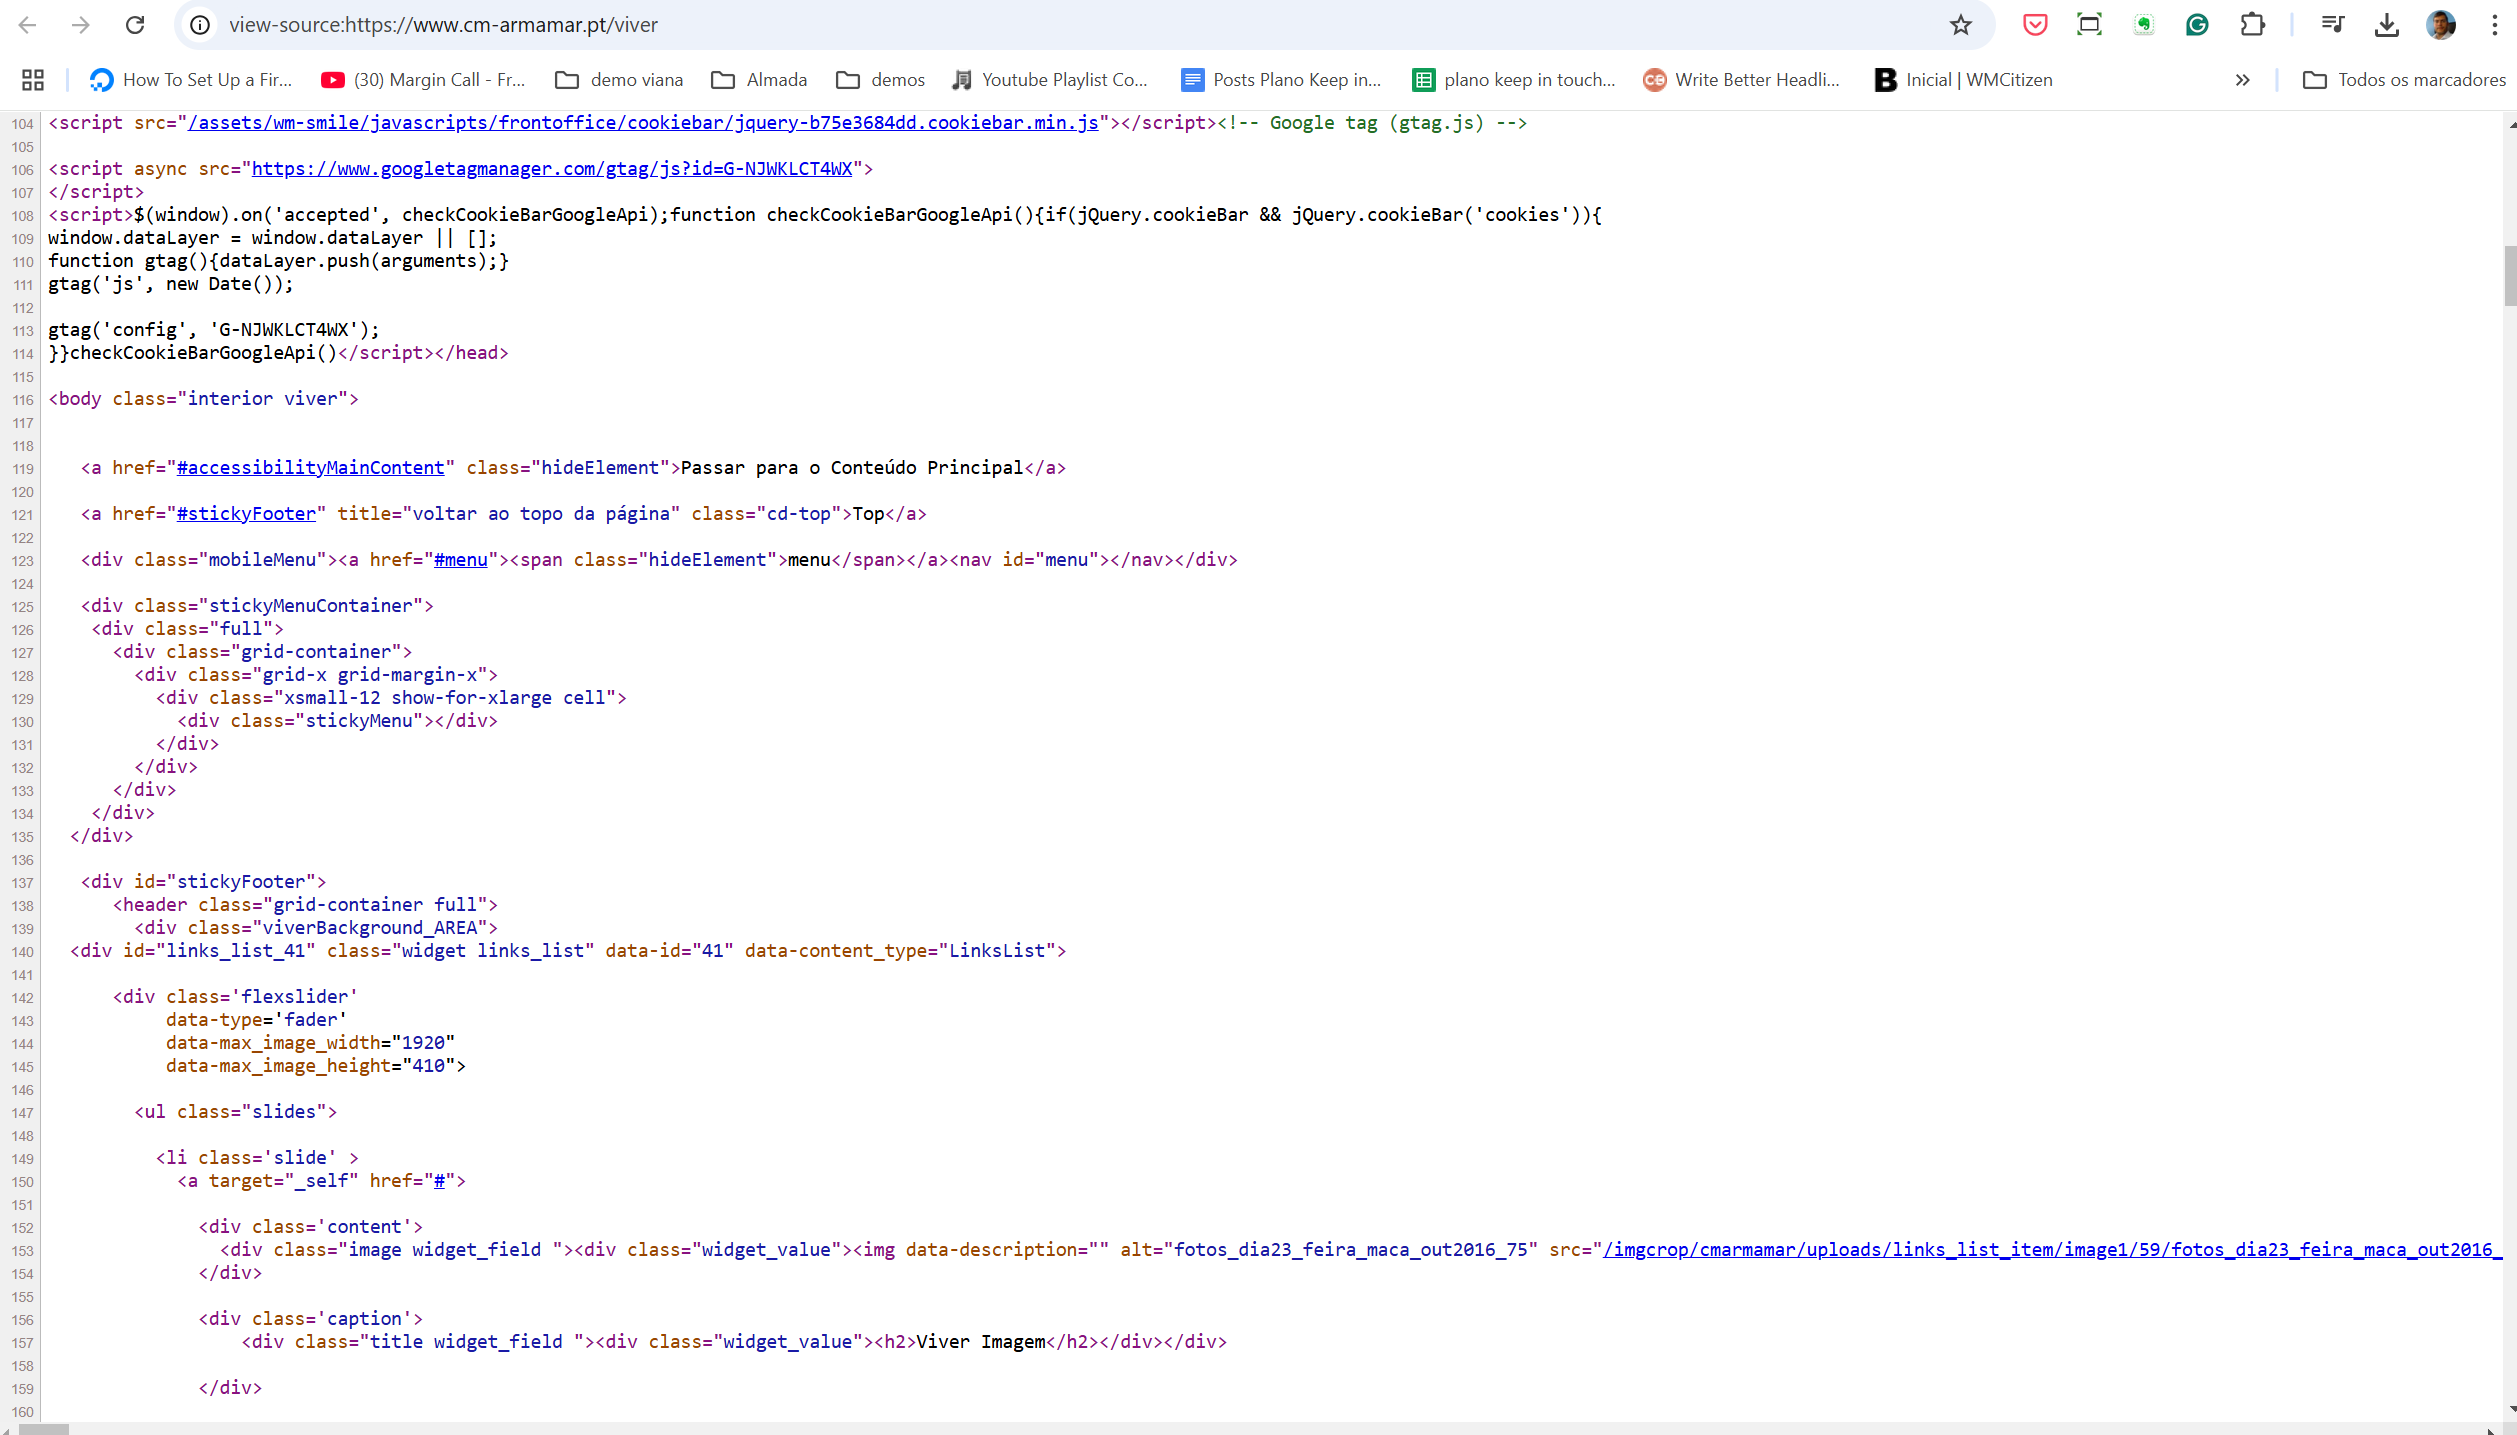 view-source:https://www.cm-armamar.pt/viver
How To Set Up a Fir... (30) Margin Call - Fr... demo viana Almada demos Youtube Playlist Co... Posts Plano Keep in... plano keep in touch... Write Better Headli... Inicial | WMCitizen » Todos os marcadores
104 <script src="/assets/wm-smile/javascripts/frontoffice/cookiebar/jquery-b75e3684dd.cookiebar.min.js"></script><!-- Google tag (gtag.js) -->
105
106 <script async src="https://www.googletagmanager.com/gtag/js?id=G-NJWKLCT4WX">
107 </script>
108 <script>$(window).on('accepted', checkCookieBarGoogleApi);function checkCookieBarGoogleApi(){if(jQuery.cookieBar && jQuery.cookieBar('cookies')){
109 window.dataLayer = window.dataLayer || [];
110 function gtag(){dataLayer.push(arguments);}
111 gtag('js', new Date());
112
113 gtag('config', 'G-NJWKLCT4WX');
114 }}checkCookieBarGoogleApi()</script></head>
115
116 <body class="interior viver">
117
118
119 <a href="#accessibilityMainContent" class="hideElement">Passar para o Conteúdo Principal</a>
120
121 <a href="#stickyFooter" title="voltar ao topo da página" class="cd-top">Top</a>
122
123 <div class="mobileMenu"><a href="#menu"><span class="hideElement">menu</span></a><nav id="menu"></nav></div>
124
125 <div class="stickyMenuContainer">
126 <div class="full">
127 <div class="grid-container">
128 <div class="grid-x grid-margin-x">
129 <div class="xsmall-12 show-for-xlarge cell">
130 <div class="stickyMenu"></div>
131 </div>
132 </div>
133 </div>
134 </div>
135 </div>
136
137 <div id="stickyFooter">
138 <header class="grid-container full">
139 <div class="viverBackground_AREA">
140 <div id="links_list_41" class="widget links_list" data-id="41" data-content_type="LinksList">
141
142 <div class='flexslider'
143 data-type='fader'
144 data-max_image_width="1920"
145 data-max_image_height="410">
146
147 <ul class="slides">
148
149 <li class='slide' >
150 <a target="_self" href="#">
151
152 <div class='content'>
153 <div class="image widget_field "><div class="widget_value"><img data-description="" alt="fotos_dia23_feira_maca_out2016_75" src="/imgcrop/cmarmamar/uploads/links_list_item/image1/59/fotos_dia23_feira_maca_out2016_
154 </div>
155
156 <div class='caption'>
157 <div class="title widget_field "><div class="widget_value"><h2>Viver Imagem</h2></div></div>
158
159 </div>
160